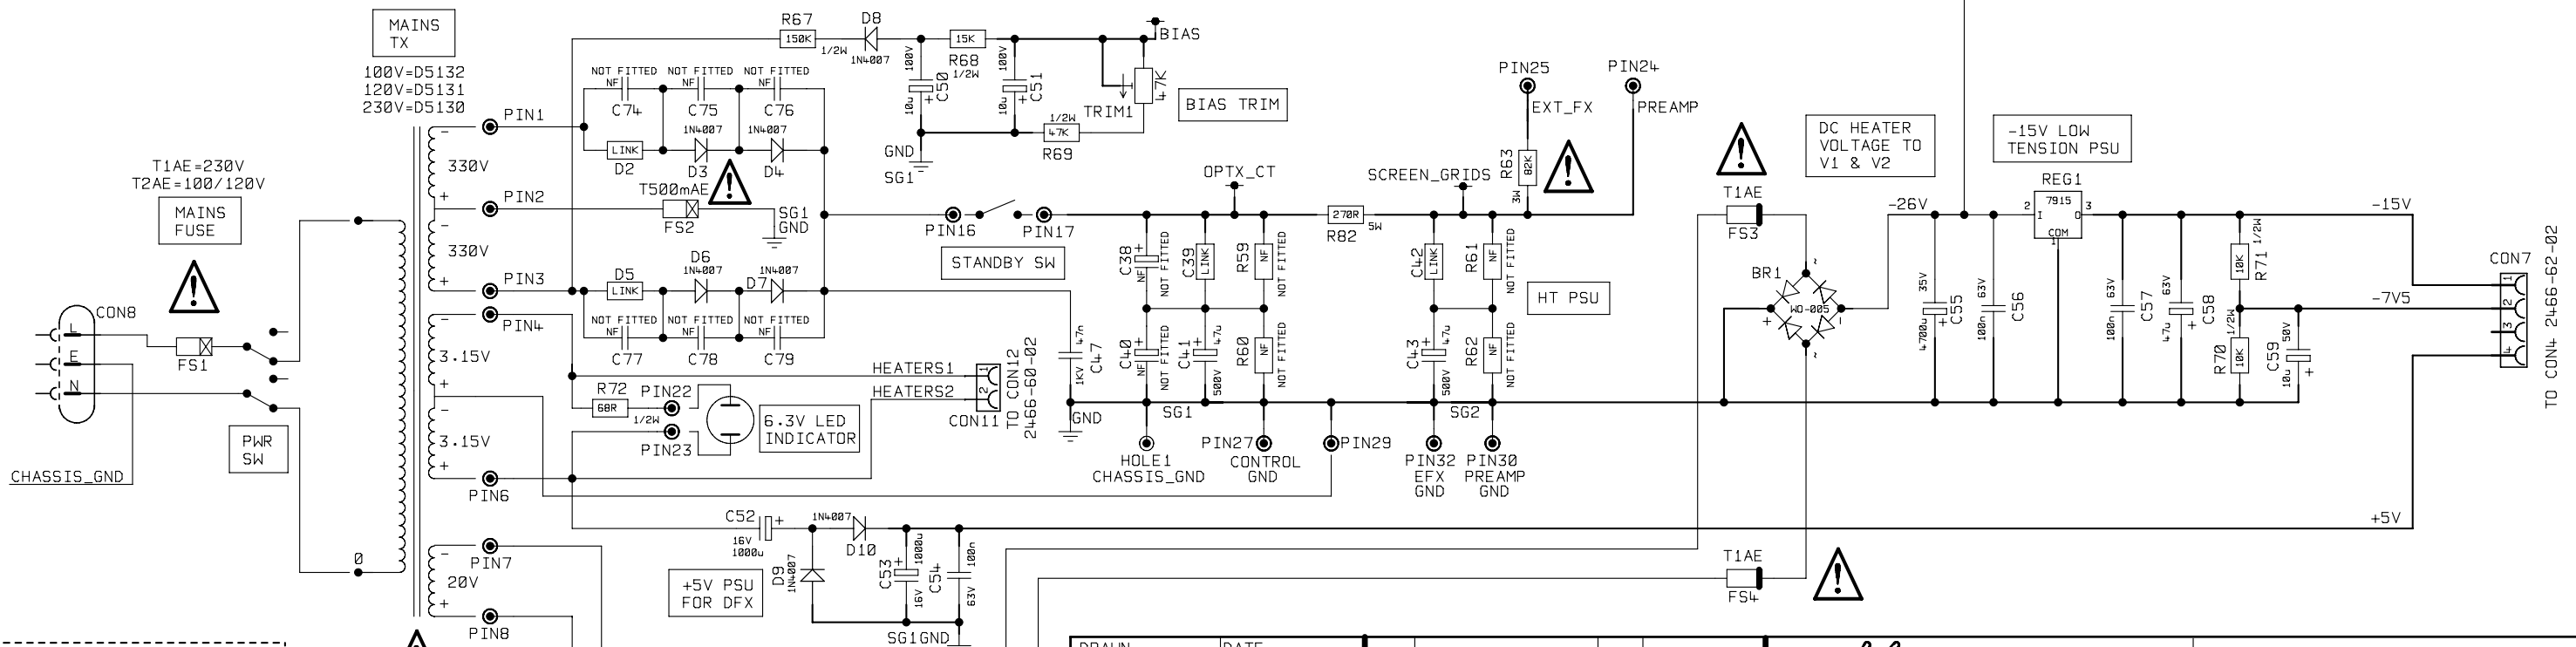 MAINS
TX
100V=D5132
120V=D5131
230V=D5130
T1AE=230V
T2AE=100/120V
MAINS
FUSE
CON8
L
E
N
FS1
CHASSIS_GND
PWR
SW
0
330V
330V
3.15V
3.15V
20V
PIN1
PIN2
PIN3
PIN4
PIN6
PIN7
PIN8
R67
150K
1/2W
D8
1N4007
100V
10u
C50
15K
R68
1/2W
100V
10u
C51
TRIM1
47K
BIAS
BIAS TRIM
1/2W
47K
R69
GND
SG1
NOT FITTED
NOT FITTED
NOT FITTED
NF
NF
NF
C74
C75
C76
1N4007
1N4007
LINK
D2
D3
D4
T500mAE
FS2
SG1
GND
D6
D5
1N4007
D7
1N4007
LINK
NOT FITTED
NOT FITTED
NOT FITTED
NF
NF
NF
C77
C78
C79
PIN16
PIN17
STANDBY SW
HEATERS1
HEATERS2
1
2
CON11
TO CON12
2466-60-02
R72
68R
1/2W
PIN22
PIN23
6.3V LED
INDICATOR
47n
C47
1KV
GND
OPTX_CT
C38
NF
NOT FITTED
C39
LINK
R59
NF
NOT FITTED
C40
NF
NOT FITTED
C41
47u
500V
R60
NF
NOT FITTED
SG1
HOLE1
CHASSIS_GND
PIN27
CONTROL
GND
PIN29
270R
R82
5W
SCREEN_GRIDS
C42
LINK
R61
NF
NOT FITTED
C43
47u
500V
R62
NF
NOT FITTED
SG2
PIN32
EFX
GND
PIN30
PREAMP
GND
PIN25
EXT_FX
PIN24
PREAMP
R63
82K
3W
HT PSU
C52
16V
1000u
1N4007
D10
D9
1N4007
C53
1000u
16V
C54
100n
63V
+5V PSU
FOR DFX
SG1GND
T1AE
FS3
BR1
WO-005
T1AE
FS4
DC HEATER
VOLTAGE TO
V1 & V2
-15V LOW
TENSION PSU
-26V
REG1
7915
2
I
O
3
COM
1
35V
4700u
C55
100n
C56
63V
100n
C57
63V
47u
C58
1/2W
10K
R71
1/2W
R70
10K
50V
C59
10u
-15V
-7V5
+5V
CON7
1
2
3
4
TO CON4 2466-62-02
DRAWN
DATE